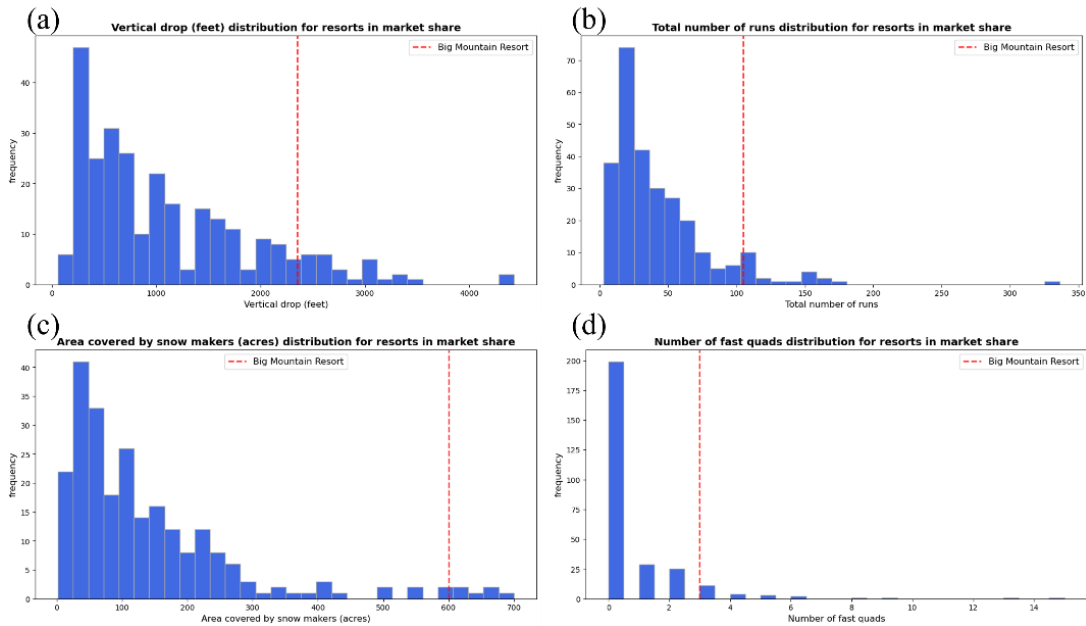 (a)
Vertical drop (feet) distribution for resorts in market share
Big Mountain Resort
frequency
40
30
20
10
0
0 1000 2000 3000 4000
Vertical drop (feet)
(b)
Total number of runs distribution for resorts in market share
Big Mountain Resort
frequency
70
60
50
40
30
20
10
0
0 50 100 150 200 250 300 350
Total number of runs
(c)
Area covered by snow makers (acres) distribution for resorts in market share
Big Mountain Resort
frequency
40
35
30
25
20
15
10
5
0
0 100 200 300 400 500 600 700
Area covered by snow makers (acres)
(d)
Number of fast quads distribution for resorts in market share
Big Mountain Resort
frequency
200
175
150
125
100
75
50
25
0
0 2 4 6 8 10 12 14
Number of fast quads